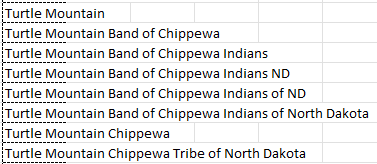 Turtle Mountain
Turtle Mountain Band of Chippewa
Turtle Mountain Band of Chippewa Indians
Turtle Mountain Band of Chippewa Indians ND
Turtle Mountain Band of Chippewa Indians of ND
Turtle Mountain Band of Chippewa Indians of North Dakota
Turtle Mountain Chippewa
Turtle Mountain Chippewa Tribe of North Dakota